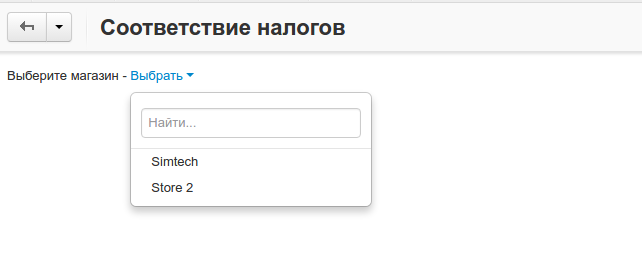 Соответствие налогов
Выберите магазин - Выбрать
Найти...
Simtech
Store 2